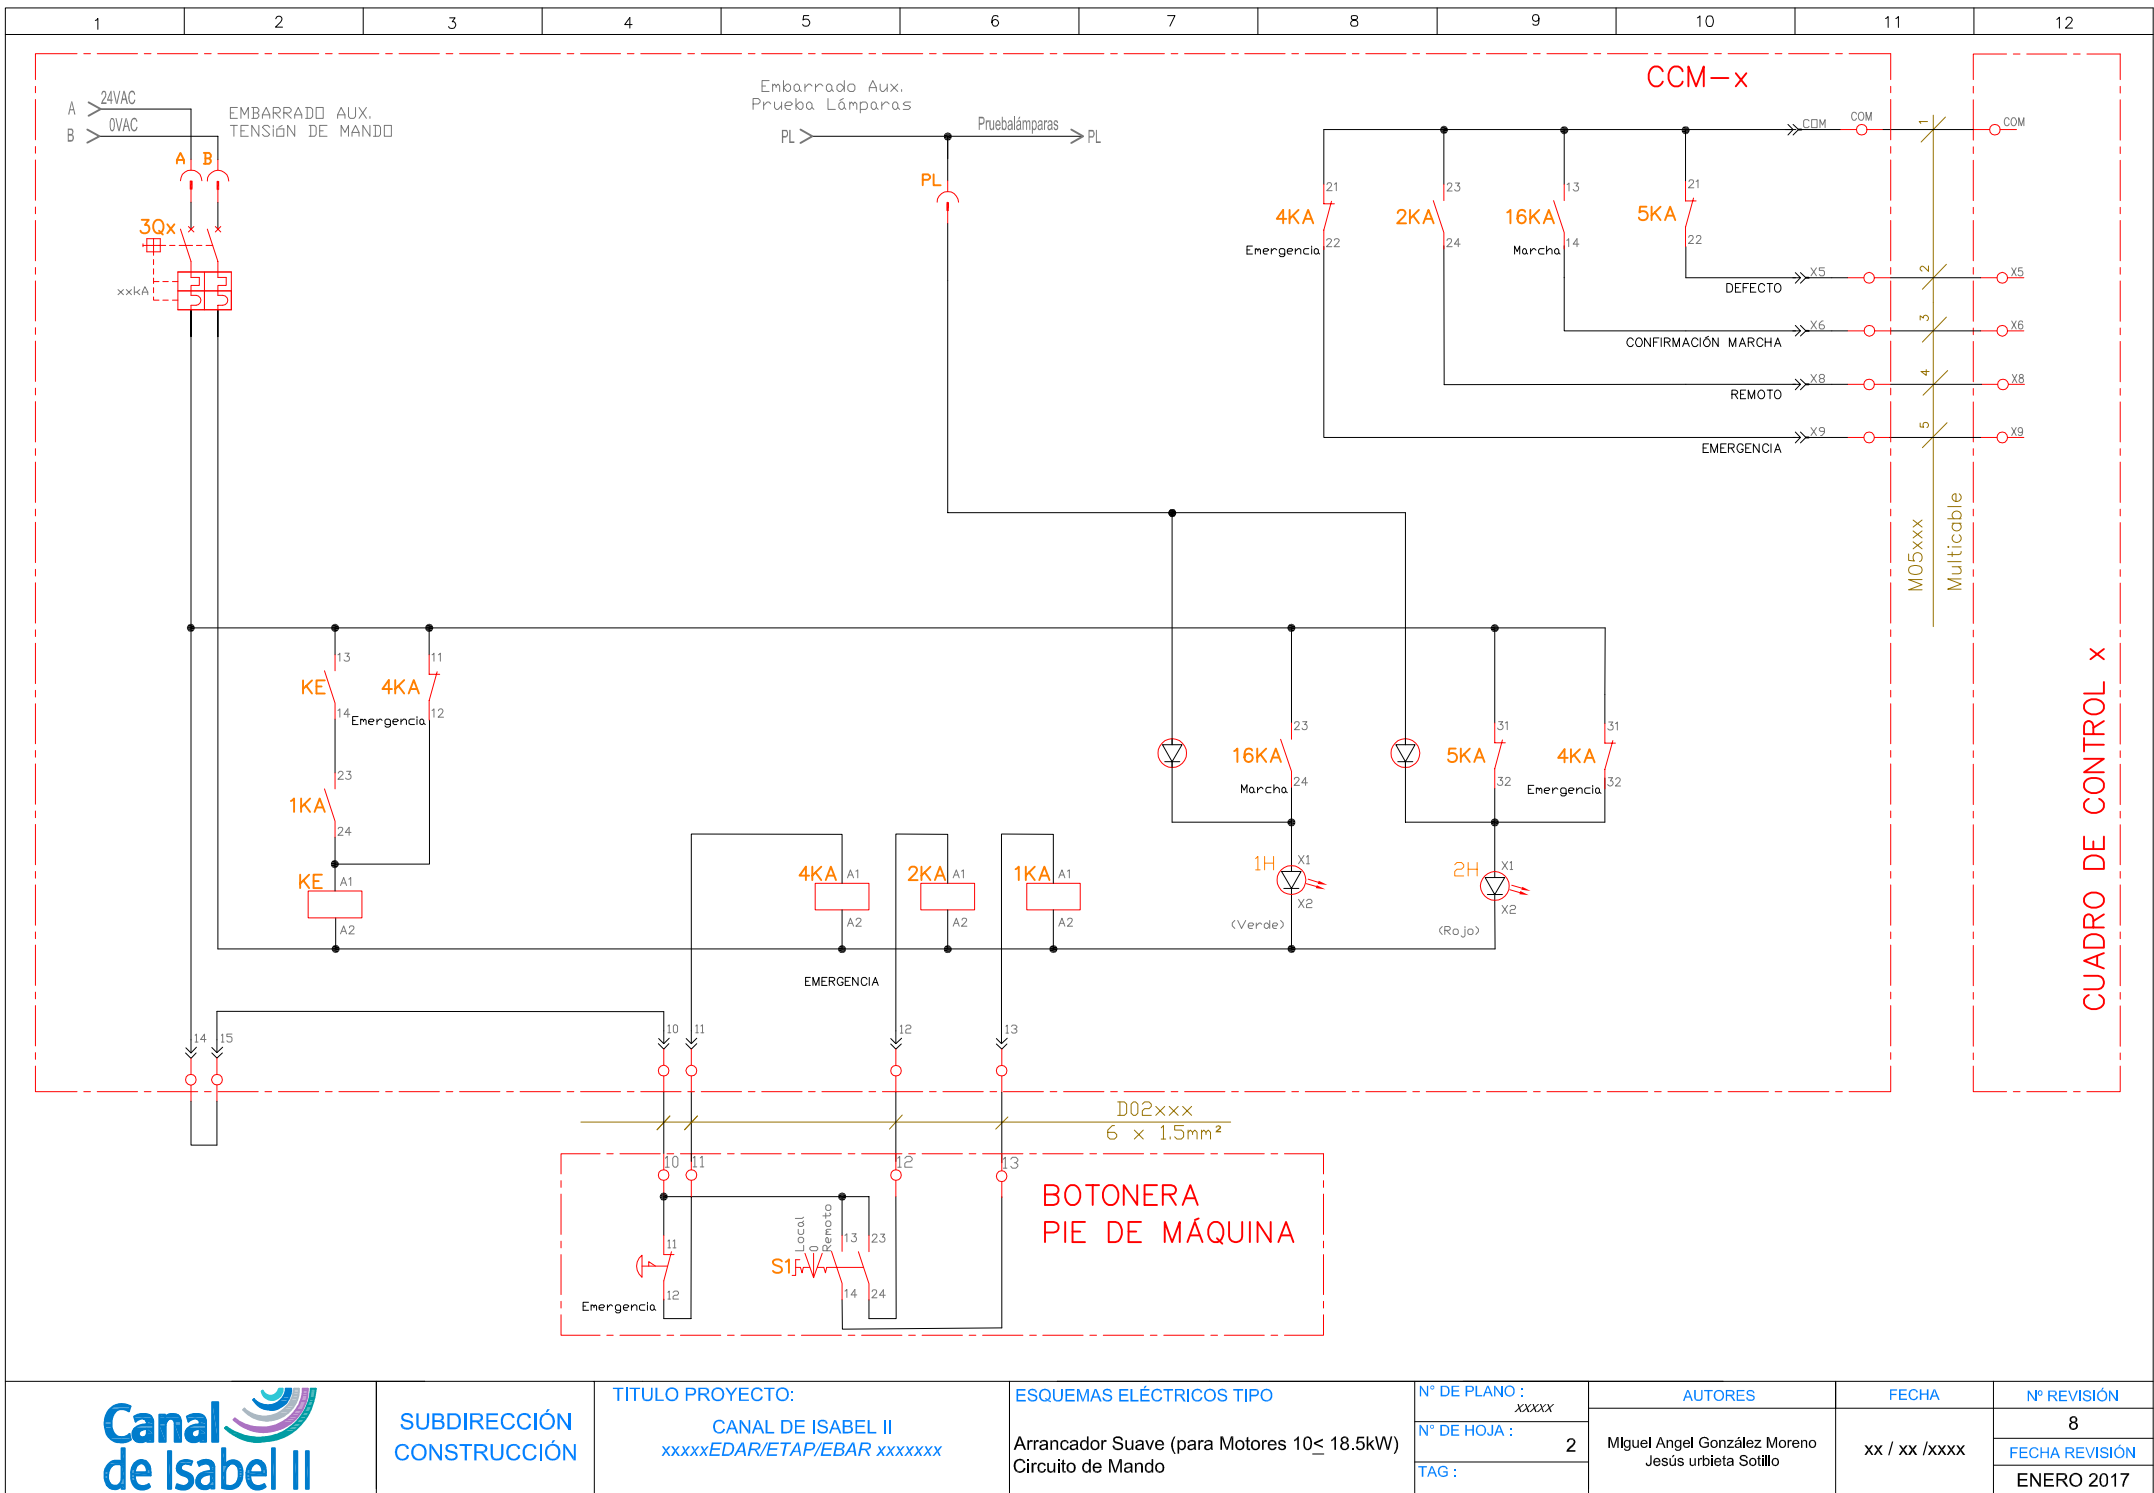 1 2 3 4 5 6 7 8 9 10 11 12
CCM-x
A 24VAC
B 0VAC
EMBARRADO AUX.
TENSIóN DE MANDO
A B
3Qx
xxkA
Embarrado Aux.
Prueba Lámparas
PL Pruebalámparas PL
PL
21 23 13 21
4KA 2KA 16KA 5KA
Emergencia 22 24 Marcha 14 22
COM COM 1 COM
DEFECTO X5 2 X5
CONFIRMACIÓN MARCHA X6 3 X6
REMOTO X8 4 X8
EMERGENCIA X9 5 X9
M05xxx
Multicable
CUADRO DE CONTROL x
13 11
KE 4KA
14 Emergencia 12
23
1KA
24
KE A1
A2
23 31 31
16KA 5KA 4KA
Marcha 24 32 Emergencia 32
4KA A1 2KA A1 1KA A1
A2 A2 A2
EMERGENCIA
1H X1
X2
(Verde)
2H X1
X2
(Rojo)
14 15 10 11 12 13
D02xxx
6 x 1.5mm²
10 11 12 13
BOTONERA
PIE DE MÁQUINA
11
12
Emergencia
Local
0
Remoto
S1
13 23
14 24
Canal
de Isabel II
SUBDIRECCIÓN
CONSTRUCCIÓN
TITULO PROYECTO:
CANAL DE ISABEL II
xxxxxEDAR/ETAP/EBAR xxxxxxx
ESQUEMAS ELÉCTRICOS TIPO
Arrancador Suave (para Motores 10≤ 18.5kW)
Circuito de Mando
N° DE PLANO :
xxxxx
N° DE HOJA :
2
TAG :
AUTORES
MIguel Angel González Moreno
Jesús urbieta Sotillo
FECHA
xx / xx /xxxx
Nº REVISIÓN
8
FECHA REVISIÓN
ENERO 2017